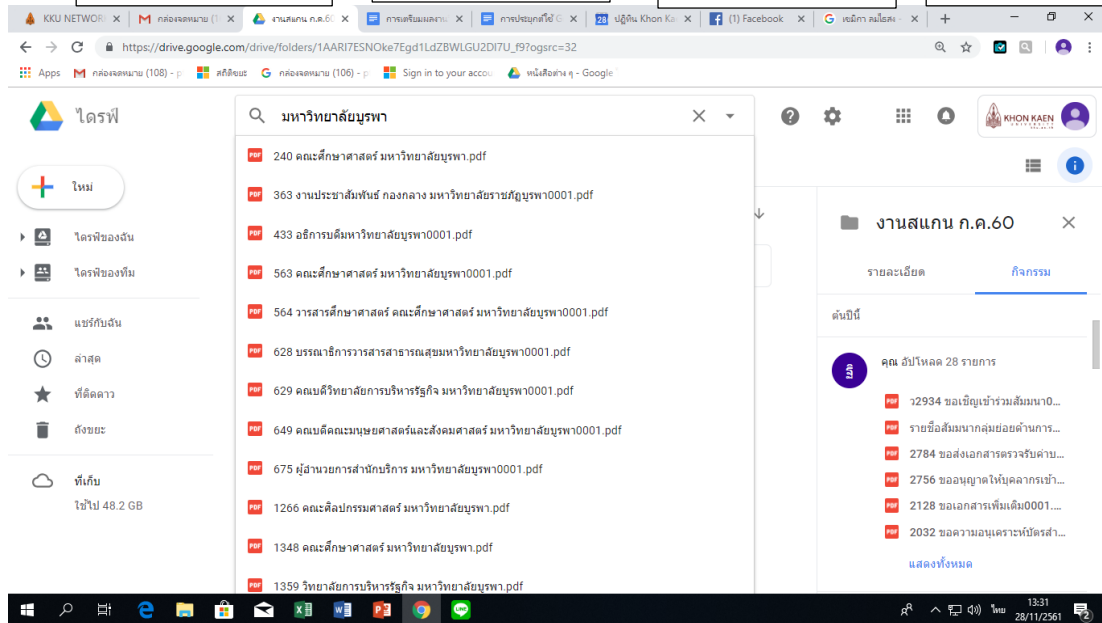 KKU NETWOR
กล่องจดหมาย (1
งานสแกน ก.ค.6
การเตรียมผลงาน
การประยุกต์ใช้ G
28 ปฏิทิน Khon Ka
(1) Facebook
เขมิกา
https://drive.google.com/drive/folders/1AARI7ESNOke7Egd1LdZBWLGU2DI7U_f9?ogsrc=32
Apps
กล่องจดหมาย (108) - p
สถิติขยะ
กล่องจดหมาย (106) - p
Sign in to your accou
หนังสือต่าง ๆ - Google
ไดรฟ์
มหาวิทยาลัยบูรพา
KHON KAEN
240 คณะศึกษาศาสตร์ มหาวิทยาลัยบูรพา.pdf
363 งานประชาสัมพันธ์ กองกลาง มหาวิทยาลัยราชภัฏบูรพา0001.pdf
433 อธิการบดีมหาวิทยาลัยบูรพา0001.pdf
563 คณะศึกษาศาสตร์ มหาวิทยาลัยบูรพา0001.pdf
564 วารสารศึกษาศาสตร์ คณะศึกษาศาสตร์ มหาวิทยาลัยบูรพา0001.pdf
628 บรรณาธิการวารสารสาธารณสุขมหาวิทยาลัยบูรพา0001.pdf
629 คณบดีวิทยาลัยการบริหารรัฐกิจ มหาวิทยาลัยบูรพา0001.pdf
649 คณบดีคณะมนุษยศาสตร์และสังคมศาสตร์ มหาวิทยาลัยบูรพา0001.pdf
675 ผู้อำนวยการสำนักบริการ มหาวิทยาลัยบูรพา0001.pdf
1266 คณะศิลปกรรมศาสตร์ มหาวิทยาลัยบูรพา.pdf
1348 คณะศึกษาศาสตร์ มหาวิทยาลัยบูรพา.pdf
1359 วิทยาลัยการบริหารรัฐกิจ มหาวิทยาลัยบูรพา.pdf
ใหม่
ไดรฟ์ของฉัน
ไดรฟ์ของทีม
แชร์กับฉัน
ล่าสุด
ที่ติดดาว
ถังขยะ
ที่เก็บ
ใช้ไป 48.2 GB
งานสแกน ก.ค.60
รายละเอียด
กิจกรรม
ต้นปีนี้
คุณ อัปโหลด 28 รายการ
ว2934 ขอเชิญเข้าร่วมสัมมนา0...
รายชื่อสัมมนากลุ่มย่อยด้านการ...
2784 ขอส่งเอกสารตรวจรับค่าบ...
2756 ขออนุญาตให้บุคลากรเข้า...
2128 ขอเอกสารเพิ่มเติม0001....
2032 ขอความอนุเคราะห์บัตรสำ...
แสดงทั้งหมด
ไทย
13:31
28/11/2561